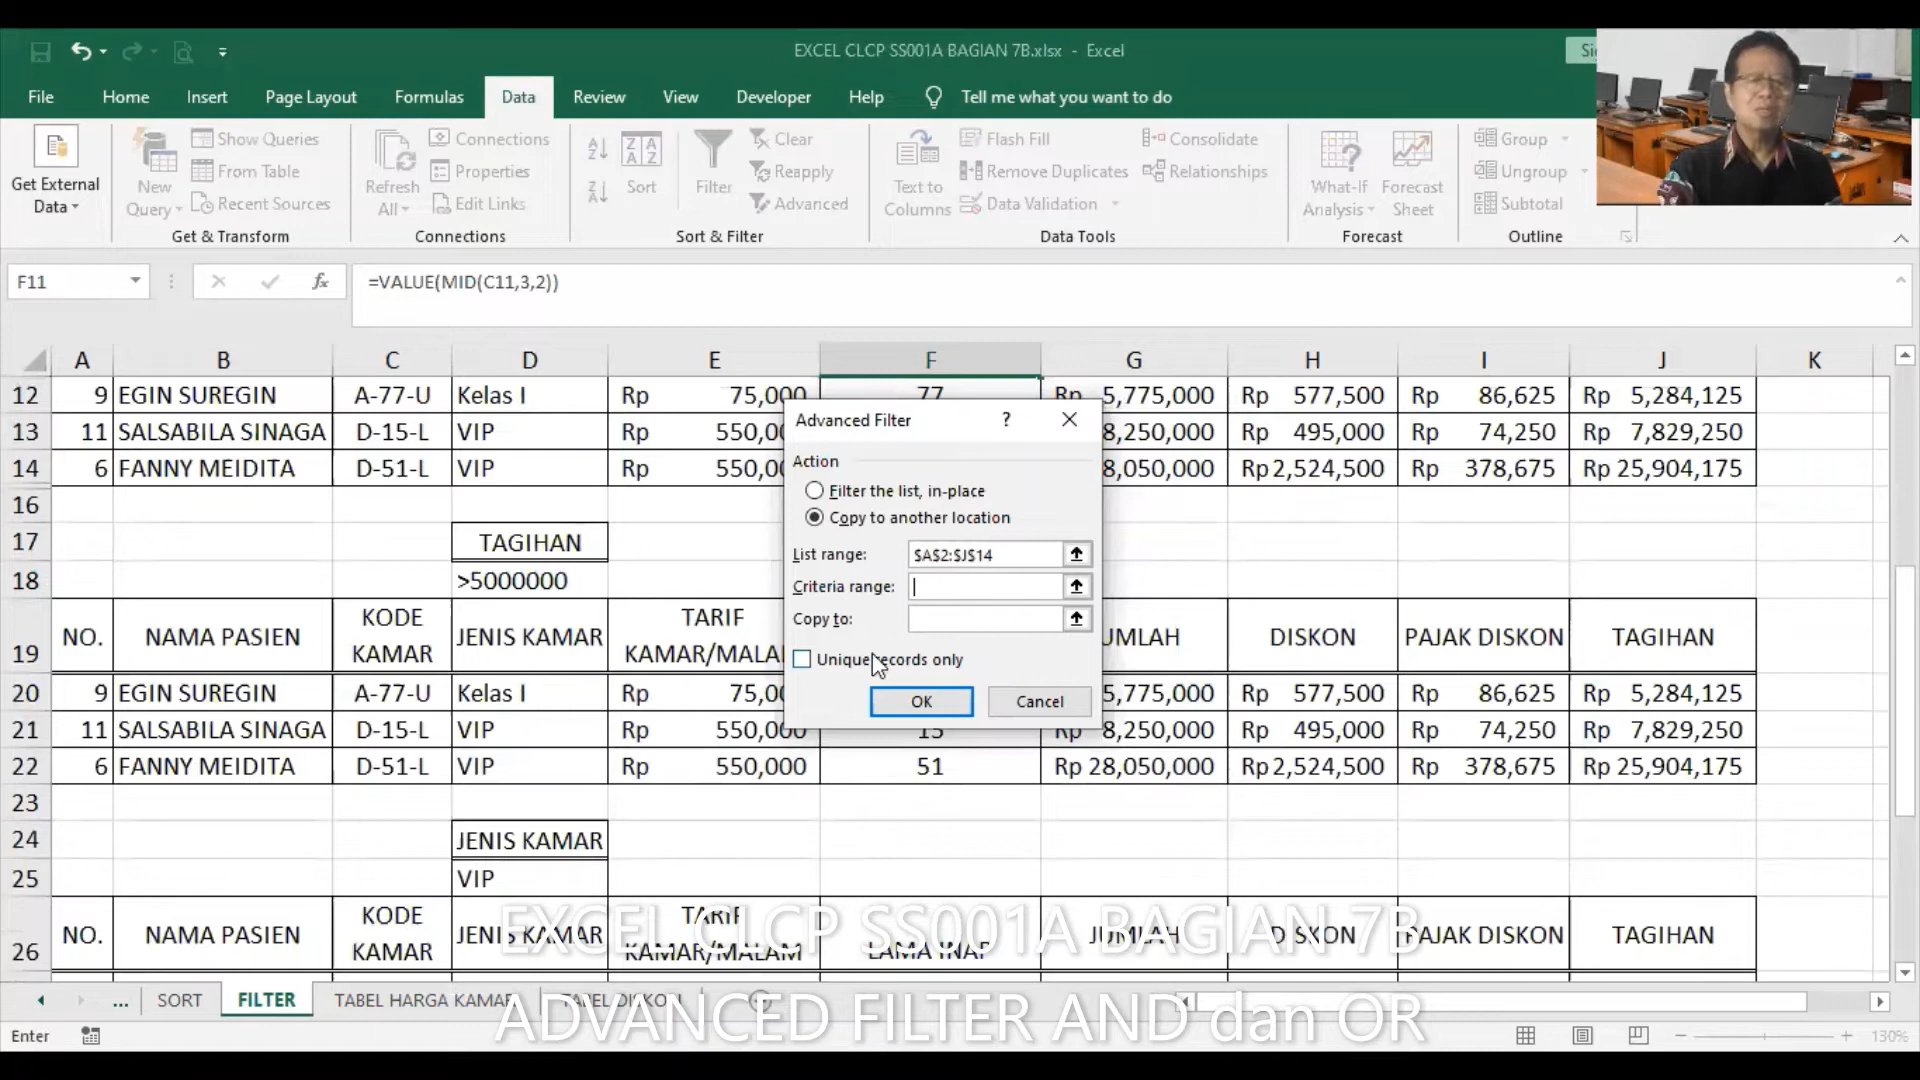 EXCEL CLCP SS001A BAGIAN 7B.xlsx - Excel
File Home Insert Page Layout Formulas Data Review View Developer Help Tell me what you want to do
Get External Data
New Query
Show Queries
From Table
Recent Sources
Get & Transform
Refresh All
Connections
Properties
Edit Links
Connections
Sort
Filter
Clear
Reapply
Advanced
Sort & Filter
Text to Columns
Flash Fill
Remove Duplicates
Data Validation
Consolidate
Relationships
Data Tools
What-If Analysis
Forecast Sheet
Forecast
Group
Ungroup
Subtotal
Outline
F11 fx =VALUE(MID(C11,3,2))
A B C D E F G H I J K
12 9 EGIN SUREGIN A-77-U Kelas I Rp 75,000 77 Rp 5,775,000 Rp 577,500 Rp 86,625 Rp 5,284,125
13 11 SALSABILA SINAGA D-15-L VIP Rp 8,250,000 Rp 495,000 Rp 74,250 Rp 7,829,250
14 6 FANNY MEIDITA D-51-L VIP Rp Rp 2,524,500 Rp 378,675 Rp 25,904,175
16
17 TAGIHAN
18 >5000000
19 NO. NAMA PASIEN KODE KAMAR JENIS KAMAR TARIF DISKON PAJAK DISKON TAGIHAN
20 9 EGIN SUREGIN A-77-U Kelas I Rp 5,775,000 Rp 577,500 Rp 86,625 Rp 5,284,125
21 11 SALSABILA SINAGA D-15-L VIP Rp 550,000 15 Rp 8,250,000 Rp 495,000 Rp 74,250 Rp 7,829,250
22 6 FANNY MEIDITA D-51-L VIP Rp 550,000 51 Rp 28,050,000 Rp 2,524,500 Rp 378,675 Rp 25,904,175
23
24 JENIS KAMAR
25 VIP
26 NO. NAMA PASIEN KODE KAMAR JENIS KAMAR TARIF KAMAR/MALAM LAMA INAP JUMLAH DISKON PAJAK DISKON TAGIHAN
Advanced Filter ?
Action
Filter the list, in-place
Copy to another location
List range: $A$2:$J$14
Criteria range:
Copy to:
Unique records only
OK Cancel
EXCEL CLCP SS001A BAGIAN 7B
ADVANCED FILTER AND dan OR
... SORT FILTER TABEL HARGA KAMAR TABEL DISKON
Enter 130%